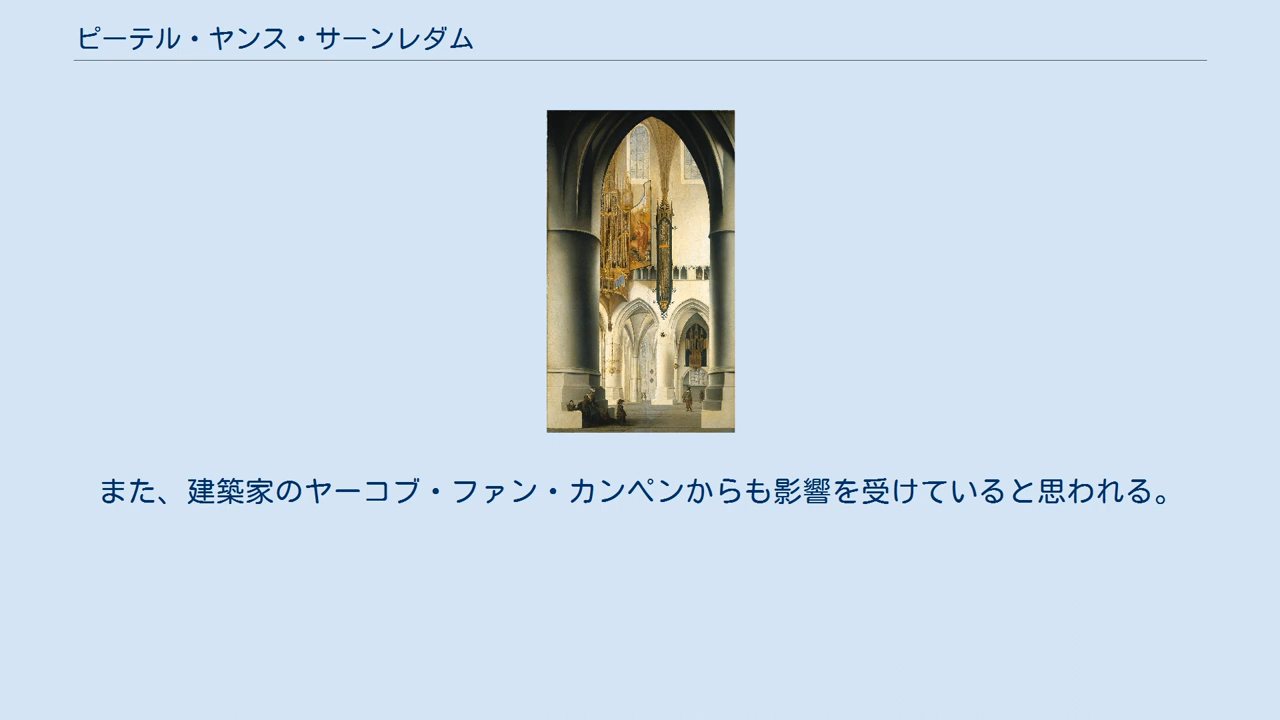 ピーテル・ヤンス・サーンレダム
また、建築家のヤーコブ・ファン・カンペンからも影響を受けていると思われる。